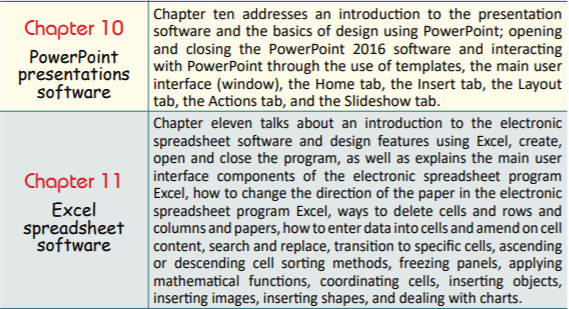 Chapter 10
PowerPoint
presentations
software
Chapter ten addresses an introduction to the presentation
software and the basics of design using PowerPoint; opening
and closing the PowerPoint 2016 software and interacting
with PowerPoint through the use of templates, the main user
interface (window), the Home tab, the Insert tab, the Layout
tab, the Actions tab, and the Slideshow tab.
Chapter 11
Excel
spreadsheet
software
Chapter eleven talks about an introduction to the electronic
spreadsheet software and design features using Excel, create,
open and close the program, as well as explains the main user
interface components of the electronic spreadsheet program
Excel, how to change the direction of the paper in the electronic
spreadsheet program Excel, ways to delete cells and rows and
columns and papers, how to enter data into cells and amend on cell
content, search and replace, transition to specific cells, ascending
or descending cell sorting methods, freezing panels, applying
mathematical functions, coordinating cells, inserting objects,
inserting images, inserting shapes, and dealing with charts.